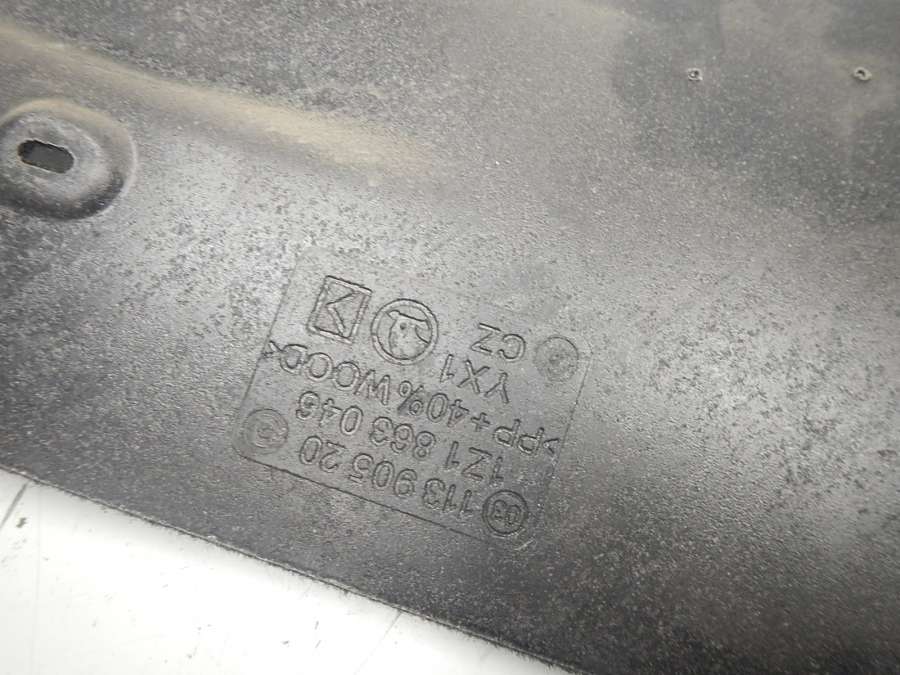 03 113 905 20
1Z1 863 046
>PP+40%WOOD<
YX1
CZ